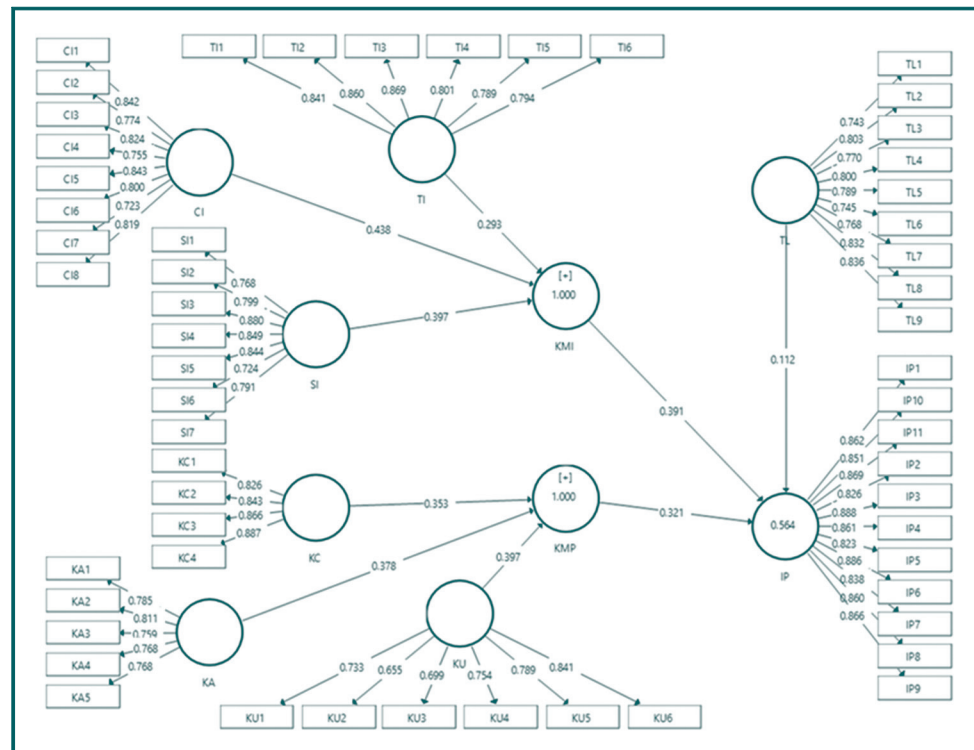 CI1
CI2
CI3
CI4
CI5
CI6
CI7
CI8
0.842
0.774
0.824
0.755
0.843
0.800
0.723
0.819
CI
TI1
TI2
TI3
TI4
TI5
TI6
0.841
0.860
0.869
0.801
0.789
0.794
TI
TL1
TL2
TL3
TL4
TL5
TL6
TL7
TL8
TL9
0.743
0.803
0.770
0.800
0.789
0.745
0.768
0.832
0.836
TL
0.438
0.293
SI1
SI2
SI3
SI4
SI5
SI6
SI7
0.768
0.799
0.880
0.849
0.844
0.724
0.791
SI
0.397
[+]
1.000
KMI
0.112
0.391
KC1
KC2
KC3
KC4
0.826
0.843
0.866
0.887
KC
0.353
[+]
1.000
KMP
0.321
IP1
IP10
IP11
IP2
IP3
IP4
IP5
IP6
IP7
IP8
IP9
0.862
0.851
0.869
0.826
0.888
0.861
0.823
0.886
0.838
0.860
0.866
0.564
IP
KA1
KA2
KA3
KA4
KA5
0.785
0.811
0.759
0.768
0.768
KA
0.378
0.397
KU
0.733
0.655
0.699
0.754
0.789
0.841
KU1
KU2
KU3
KU4
KU5
KU6